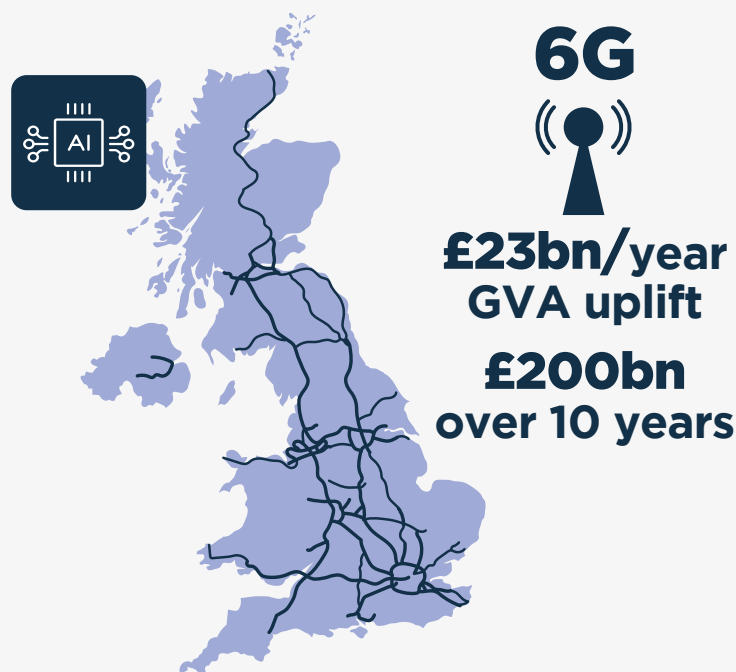 AI
6G
£23bn/year
GVA uplift
£200bn
over 10 years